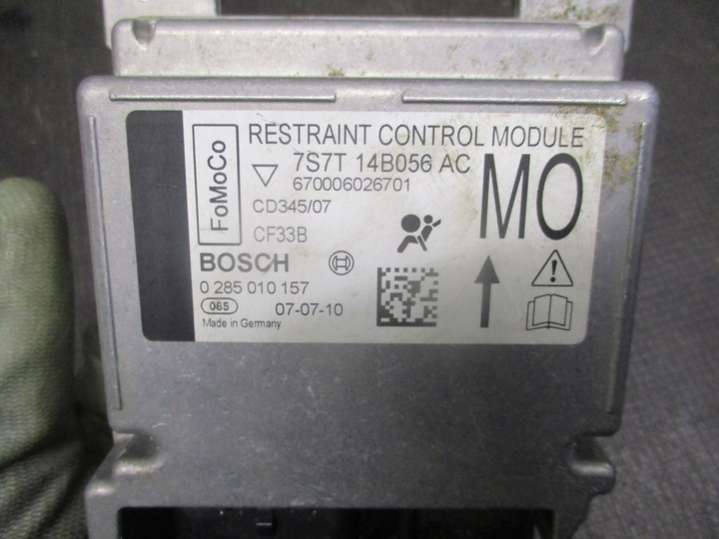 FoMoCo
RESTRAINT CONTROL MODULE
7S7T 14B056 AC
670006026701
CD345/07
CF33B
MO
BOSCH
0 285 010 157
065 07-07-10
Made in Germany